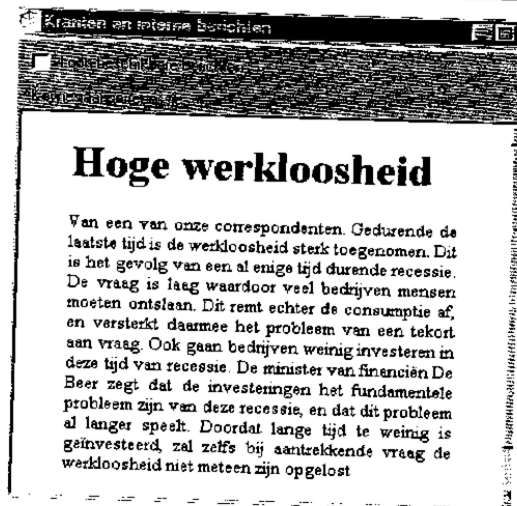 Kranten en interne berichten
Hoge werkloosheid
Van een van onze correspondenten. Gedurende de
laatste tijd is de werkloosheid sterk toegenomen. Dit
is het gevolg van een al enige tijd durende recessie.
De vraag is laag waardoor veel bedrijven mensen
moeten ontslaan. Dit remt echter de consumptie af,
en versterkt daarmee het probleem van een tekort
aan vraag. Ook gaan bedrijven weinig investeren in
deze tijd van recessie. De minister van financiën De
Beer zegt dat de investeringen het fundamentele
probleem zijn van deze recessie, en dat dit probleem
al langer speelt. Doordat lange tijd te weinig is
geïnvesteerd, zal zelfs bij aantrekkende vraag de
werkloosheid niet meteen zijn opgelost